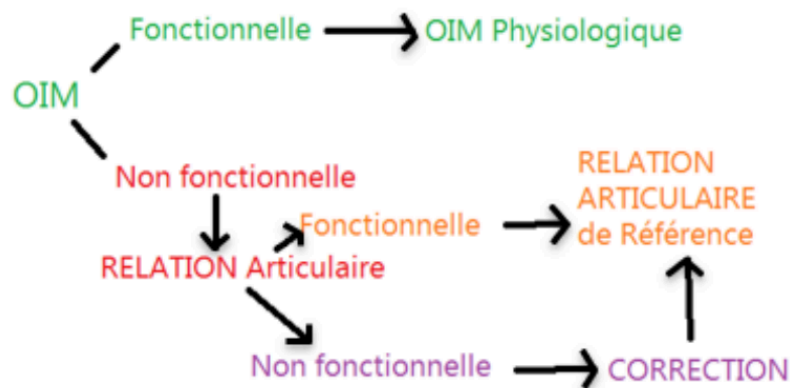 Fonctionnelle
OIM Physiologique
OIM
Non fonctionnelle
RELATION
ARTICULAIRE
de Référence
Fonctionnelle
RELATION Articulaire
Non fonctionnelle
CORRECTION